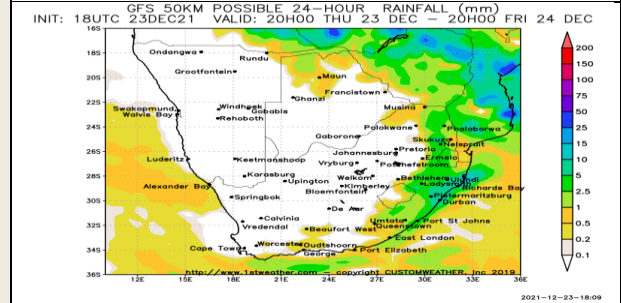 GFS 50KM POSSIBLE 24-HOUR RAINFALL (mm)
INIT: 18UTC 23DEC21 VALID: 20H00 THU 23 DEC - 20H00 FRI 24 DEC
16S
18S
20S
22S
24S
26S
28S
30S
32S
34S
36S
12E
15E
18E
21E
24E
27E
30E
33E
36E
Ondangwa
Rundu
Grootfontein
Maun
Francistown
Ghanzi
Musina
Swakopmund
Walvis Bay
Windhoek
Gobabis
Rehoboth
Polokwane
Phalaborwa
Gaborone
Skukuza
Nelspruit
Johannesburg
Pretoria
Ermelo
Luderitz
Keetmanshoop
Vryburg
Potchefstroom
Karasburg
Upington
Welkom
Kimberley
Bethlehem
Ulundi
Ladysmith
Richards Bay
Alexander Bay
Springbok
Bloemfontein
Pietermaritzburg
Durban
De Aar
Calvinia
Vredendal
Umtata
Port St Johns
Queenstown
Beaufort West
East London
Cape Town
Worcester
Oudtshoorn
George
Port Elizabeth
http://www.1stweather.com - copyright CUSTOMWEATHER, Inc 2019
200
150
100
75
50
25
15
10
5
2.5
1
0.5
0.2
0.1
2021-12-23-18:09